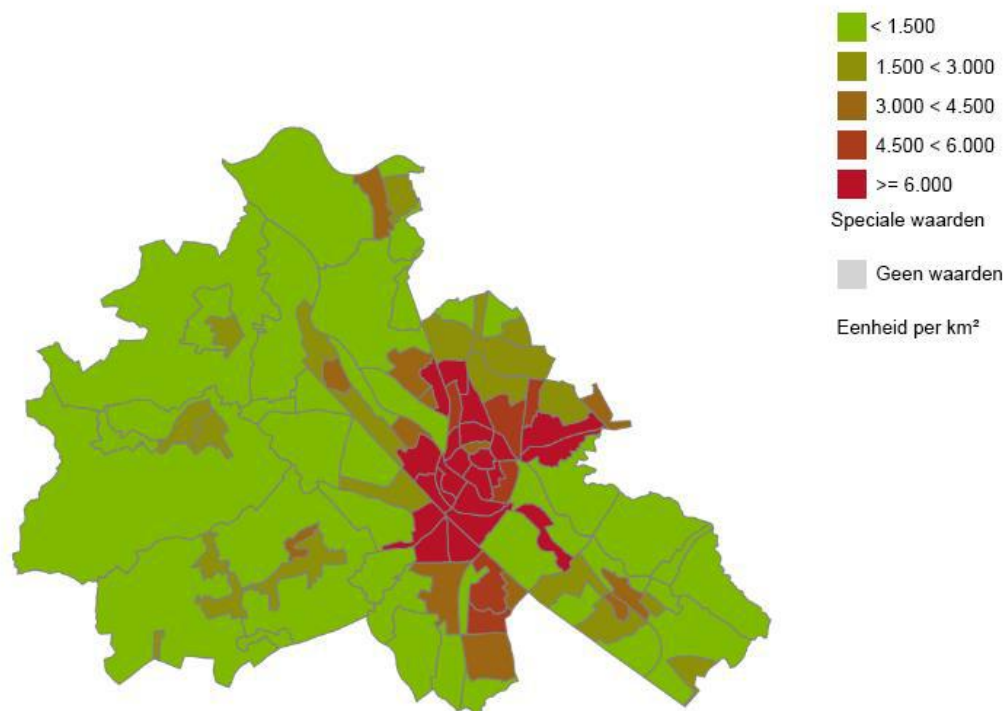 < 1.500
1.500 < 3.000
3.000 < 4.500
4.500 < 6.000
>= 6.000
Speciale waarden
Geen waarden
Eenheid per km²